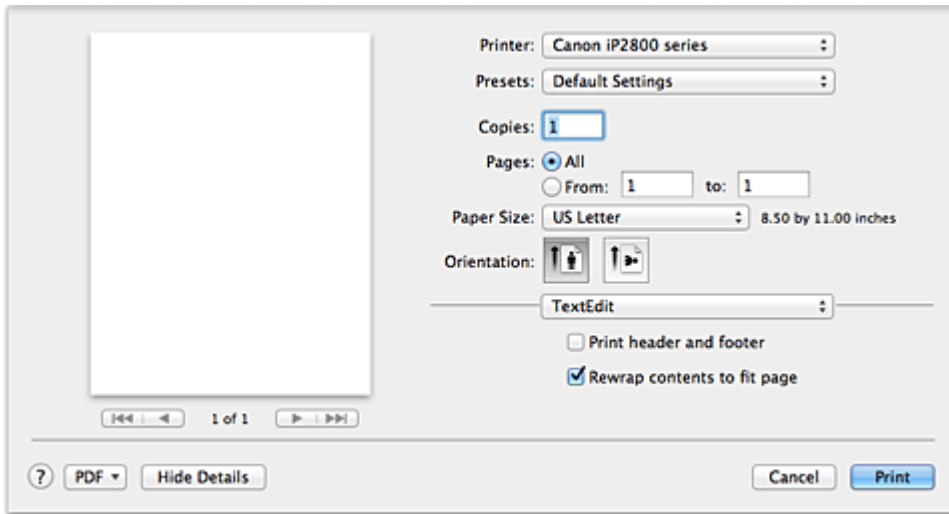 Printer: Canon iP2800 series
Presets: Default Settings
Copies: 1
Pages: All
From: 1 to: 1
Paper Size: US Letter 8.50 by 11.00 inches
Orientation:
TextEdit
Print header and footer
Rewrap contents to fit page
1 of 1
? PDF Hide Details Cancel Print